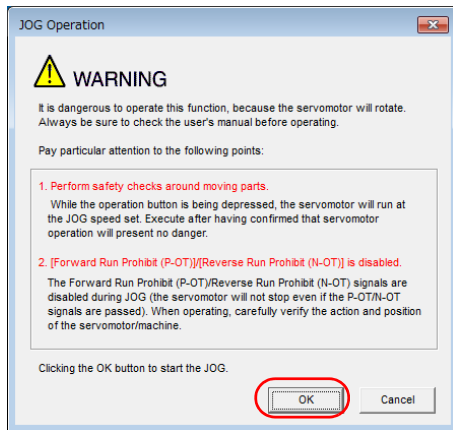 JOG Operation
WARNING
It is dangerous to operate this function, because the servomotor will rotate.
Always be sure to check the user's manual before operating.
Pay particular attention to the following points:
1. Perform safety checks around moving parts.
While the operation button is being depressed, the servomotor will run at
the JOG speed set. Execute after having confirmed that servomotor
operation will present no danger.
2. [Forward Run Prohibit (P-OT)]/[Reverse Run Prohibit (N-OT)] is disabled.
The Forward Run Prohibit (P-OT)/Reverse Run Prohibit (N-OT) signals are
disabled during JOG (the servomotor will not stop even if the P-OT/N-OT
signals are passed). When operating, carefully verify the action and position
of the servomotor/machine.
Clicking the OK button to start the JOG.
OK
Cancel